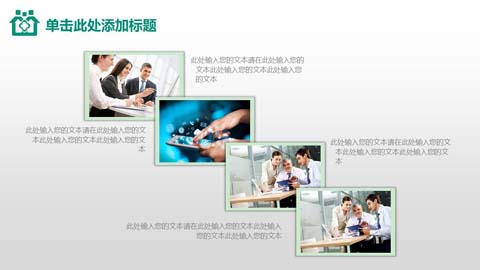 单击此处添加标题
此处输入您的文本请在此处输入您的
文本此处输入您的文本此处输入您
的文本
此处输入您的文本请在此处输入您的文
本此处输入您的文本此处输入您的文
本
此处输入您的文本请在此处输入您的文
本此处输入您的文本此处输入您的文
本
此处输入您的文本请在此处输入您的文本此处输入
您的文本此处输入您的文本